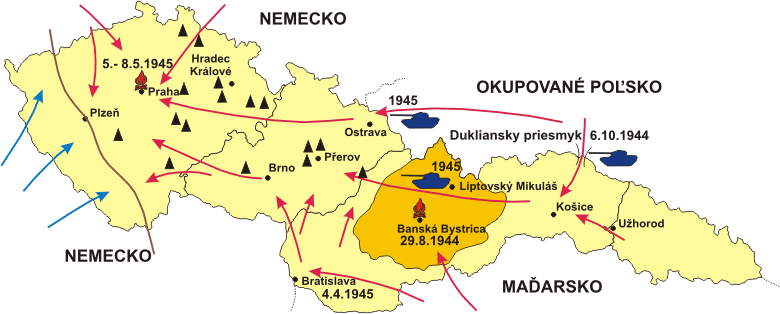 NEMECKO
5.- 8.5.1945
Hradec
Králové
Praha
OKUPOVANÉ POĽSKO
1945
Plzeň
Ostrava
Dukliansky priesmyk 6.10.1944
Přerov
Brno
1945
Liptovský Mikuláš
Košice
Banská Bystrica
29.8.1944
Užhorod
NEMECKO
Bratislava
4.4.1945
MAĎARSKO